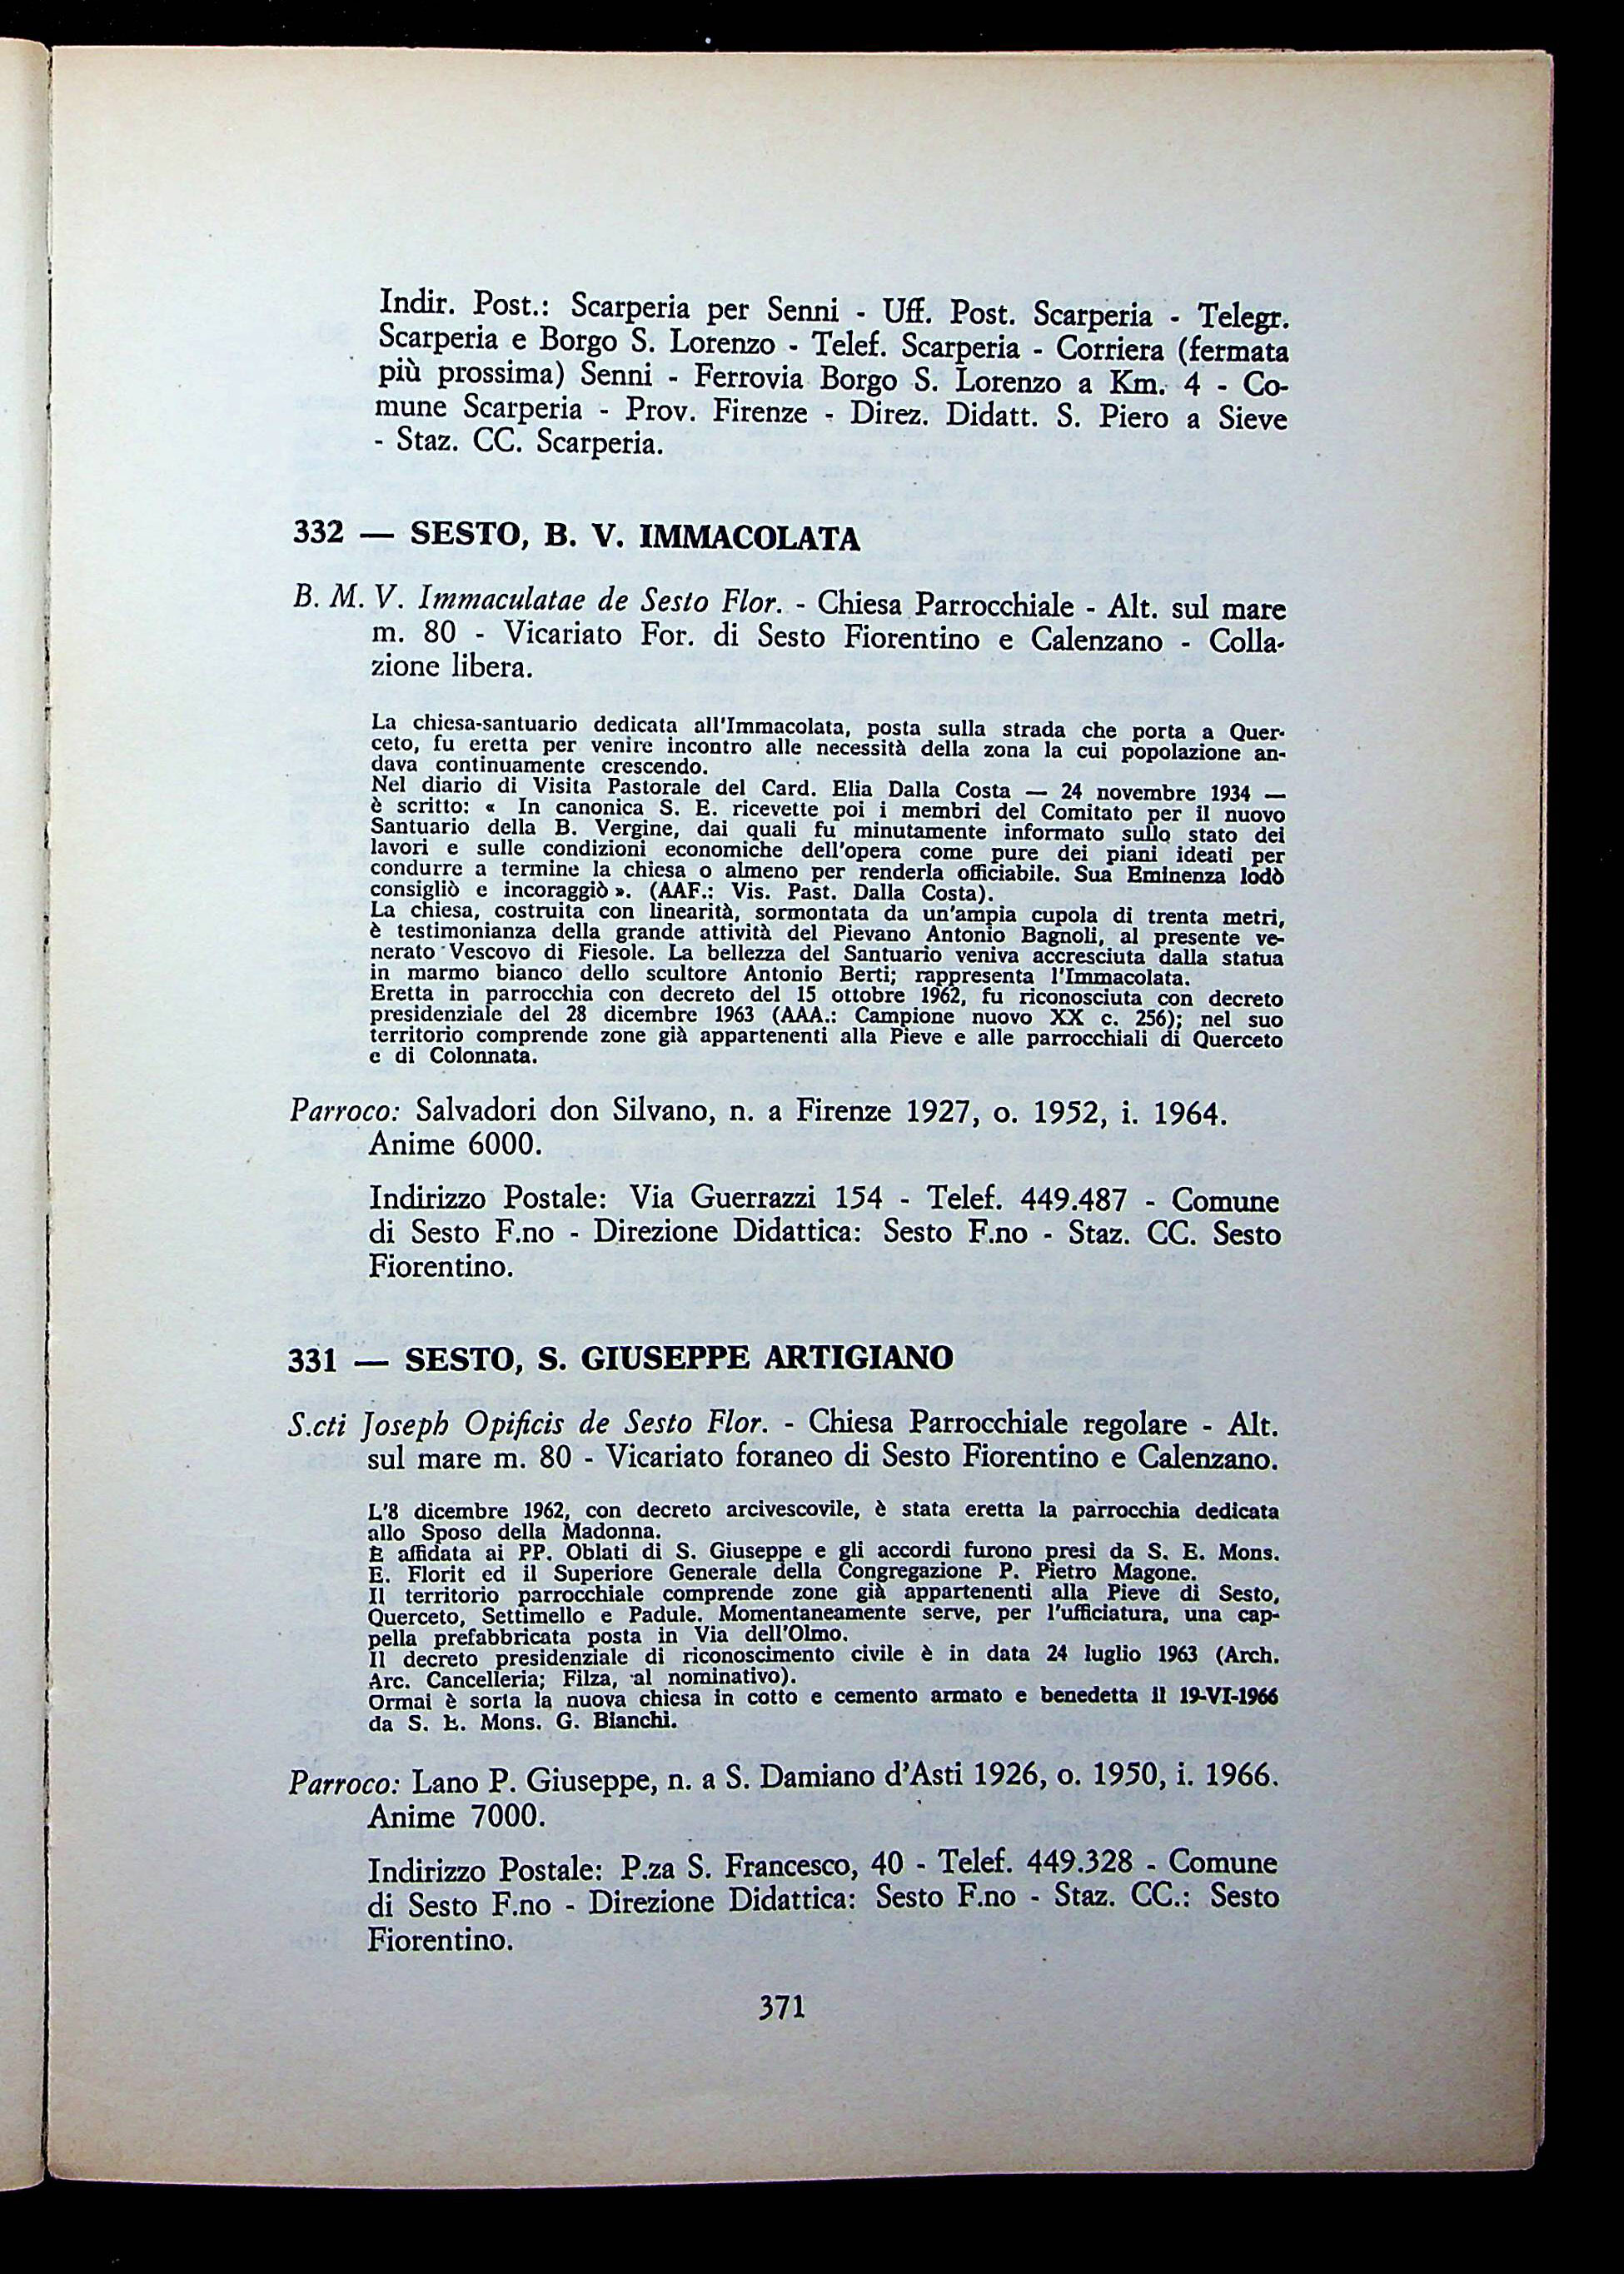 Indir. Post.: Scarperia per Senni - Uff. Post. Scarperia - Telegr.
Scarperia e Borgo S. Lorenzo - Telef. Scarperia - Corriera (fermata
più prossima) Senni - Ferrovia Borgo S. Lorenzo a Km. 4 - Co-
mune Scarperia - Prov. Firenze - Direz. Didatt. S. Piero a Sieve
- Staz. CC. Scarperia.
332 — SESTO, B. V. IMMACOLATA
B. M. V. Immaculatae de Sesto Flor. - Chiesa Parrocchiale - Alt. sul mare
m. 80 - Vicariato For. di Sesto Fiorentino e Calenzano - Colla-
zione libera.
La chiesa-santuario dedicata all'Immacolata, posta sulla strada che porta a Quer-
ceto, fu eretta per venire incontro alle necessità della zona la cui popolazione an-
dava continuamente crescendo.
Nel diario di Visita Pastorale del Card. Elia Dalla Costa — 24 novembre 1934 —
è scritto: « In canonica S. E. ricevette poi i membri del Comitato per il nuovo
Santuario della B. Vergine, dai quali fu minutamente informato sullo stato dei
lavori e sulle condizioni economiche dell'opera come pure dei piani ideati per
condurre a termine la chiesa o almeno per renderla officiabile. Sua Eminenza lodò
consigliò e incoraggiò ». (AAF.: Vis. Past. Dalla Costa).
La chiesa, costruita con linearità, sormontata da un'ampia cupola di trenta metri,
è testimonianza della grande attività del Pievano Antonio Bagnoli, al presente ve-
nerato Vescovo di Fiesole. La bellezza del Santuario veniva accresciuta dalla statua
in marmo bianco dello scultore Antonio Berti; rappresenta l'Immacolata.
Eretta in parrocchia con decreto del 15 ottobre 1962, fu riconosciuta con decreto
presidenziale del 28 dicembre 1963 (AAA.: Campione nuovo XX c. 256); nel suo
territorio comprende zone già appartenenti alla Pieve e alle parrocchiali di Querceto
e di Colonnata.
Parroco: Salvadori don Silvano, n. a Firenze 1927, o. 1952, i. 1964.
Anime 6000.
Indirizzo Postale: Via Guerrazzi 154 - Telef. 449.487 - Comune
di Sesto F.no - Direzione Didattica: Sesto F.no - Staz. CC. Sesto
Fiorentino.
331 — SESTO, S. GIUSEPPE ARTIGIANO
S.cti Joseph Opificis de Sesto Flor. - Chiesa Parrocchiale regolare - Alt.
sul mare m. 80 - Vicariato foraneo di Sesto Fiorentino e Calenzano.
L'8 dicembre 1962, con decreto arcivescovile, è stata eretta la parrocchia dedicata
allo Sposo della Madonna.
È affidata ai PP. Oblati di S. Giuseppe e gli accordi furono presi da S. E. Mons.
E. Florit ed il Superiore Generale della Congregazione P. Pietro Magone.
Il territorio parrocchiale comprende zone già appartenenti alla Pieve di Sesto,
Querceto, Settimello e Padule. Momentaneamente serve, per l'ufficiatura, una cap-
pella prefabbricata posta in Via dell'Olmo.
Il decreto presidenziale di riconoscimento civile è in data 24 luglio 1963 (Arch.
Arc. Cancelleria; Filza, al nominativo).
Ormai è sorta la nuova chiesa in cotto e cemento armato e benedetta il 19-VI-1966
da S. E. Mons. G. Bianchi.
Parroco: Lano P. Giuseppe, n. a S. Damiano d'Asti 1926, o. 1950, i. 1966.
Anime 7000.
Indirizzo Postale: P.za S. Francesco, 40 - Telef. 449.328 - Comune
di Sesto F.no - Direzione Didattica: Sesto F.no - Staz. CC.: Sesto
Fiorentino.
371